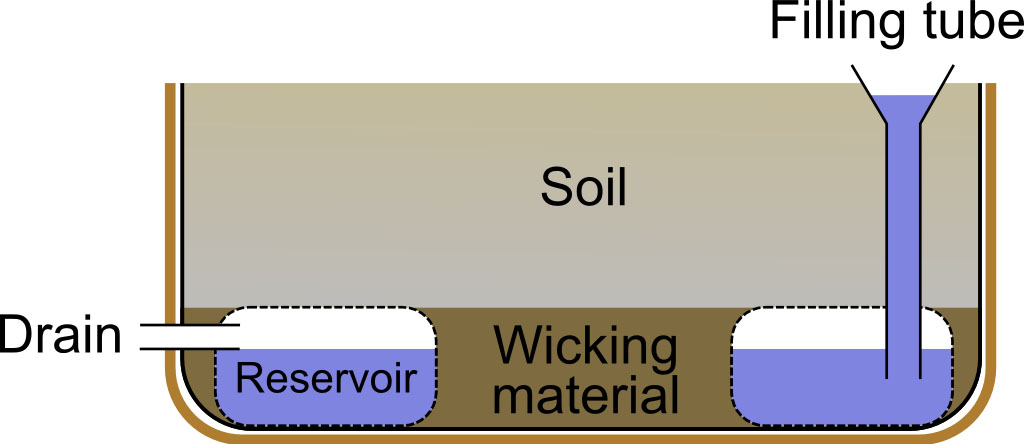 Filling tube
Soil
Drain
Wicking
material
Reservoir